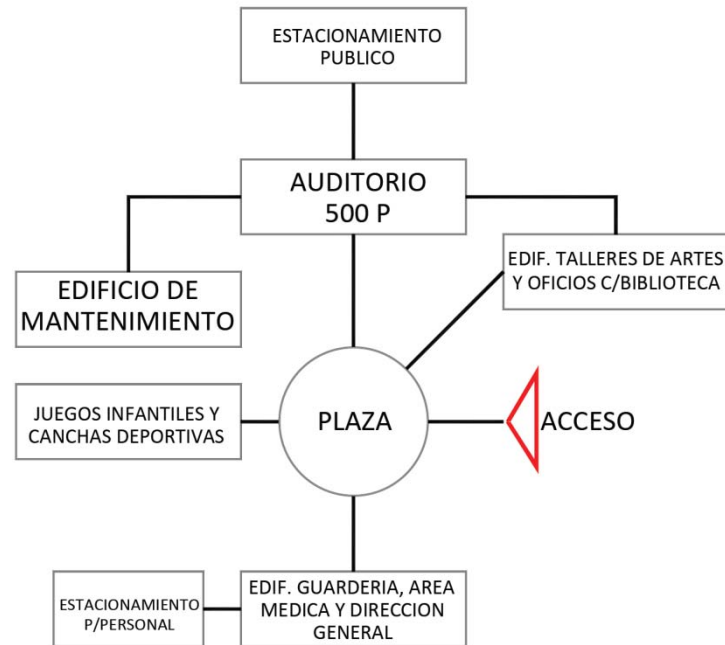 ESTACIONAMIENTO
PUBLICO
AUDITORIO
500 P
EDIFICIO DE
MANTENIMIENTO
EDIF. TALLERES DE ARTES
Y OFICIOS C/BIBLIOTECA
JUEGOS INFANTILES Y
CANCHAS DEPORTIVAS
PLAZA
ACCESO
ESTACIONAMIENTO
P/PERSONAL
EDIF. GUARDERIA, AREA
MEDICA Y DIRECCION
GENERAL